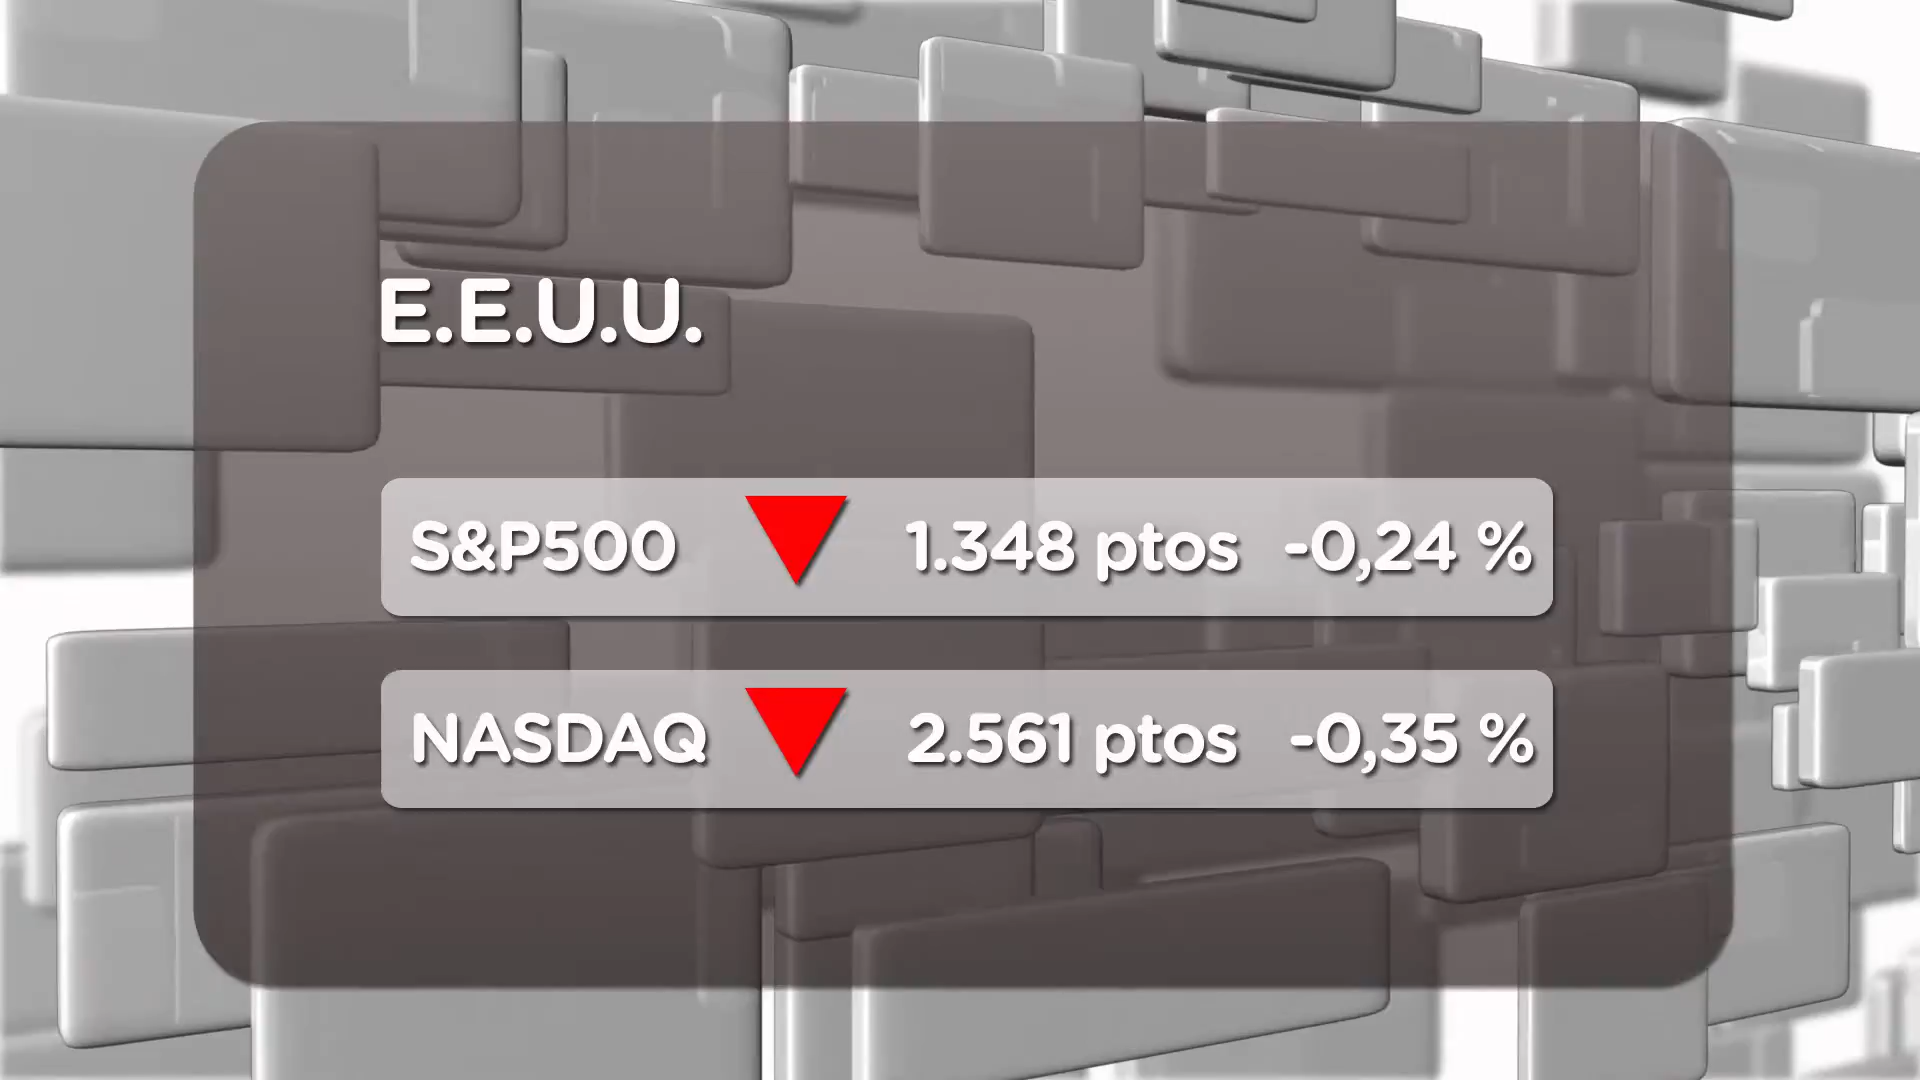 E.E.U.U.
S&P500 1.348 ptos -0,24 %
NASDAQ 2.561 ptos -0,35 %